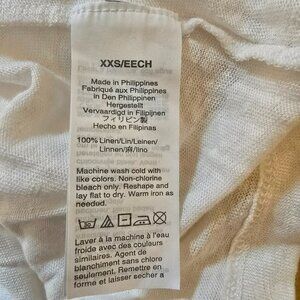 XXS/EECH
Made in Philippines
Fabriqué aux Philippines
in Den Philippinen
Hergestellt
Vervaardigd in Filipijnen
フィリピン製
Hecho en Filipinas
100% Linen/Lin/Leinen/
Linnen/麻/lino
Machine wash cold with
like colors. Non-chlorine
bleach only. Reshape and
lay flat to dry. Warm iron as
needed.
Laver à la machine à l'eau
froide avec des couleurs
similaires. Agent de
blanchiment sans chlore
seulement. Remettre en
forme et laisser sécher à